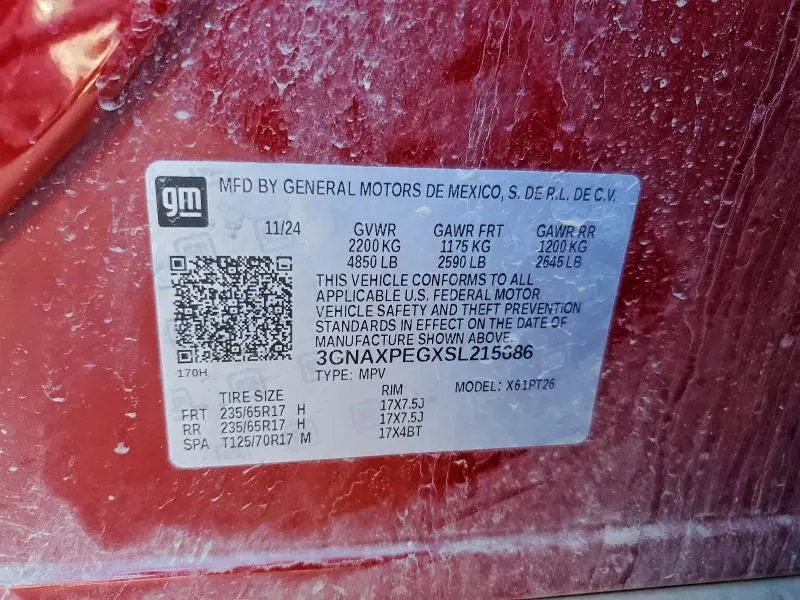 gm
MFD BY GENERAL MOTORS DE MEXICO, S. DE R.L. DE C.V.
11/24 GVWR GAWR FRT GAWR RR
2200 KG 1175 KG 1200 KG
4850 LB 2590 LB 2645 LB
THIS VEHICLE CONFORMS TO ALL
APPLICABLE U.S. FEDERAL MOTOR
VEHICLE SAFETY AND THEFT PREVENTION
STANDARDS IN EFFECT ON THE DATE OF
MANUFACTURE SHOWN ABOVE.
3GNAXPEGXSL215686
170H
TYPE: MPV MODEL: X61PT26
TIRE SIZE RIM
FRT 235/65R17 H 17X7.5J
RR 235/65R17 H 17X7.5J
SPA T125/70R17 M 17X4BT